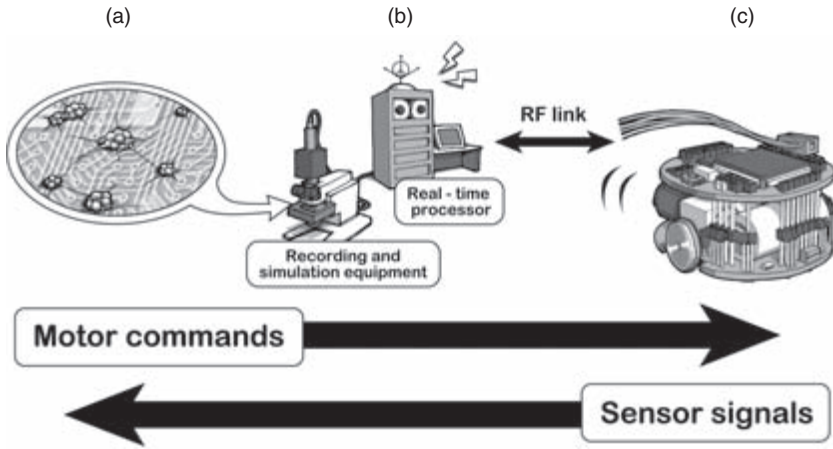 (a)
(b)
(c)
RF link
Real - time
processor
Recording and
simulation equipment
Motor commands
Sensor signals